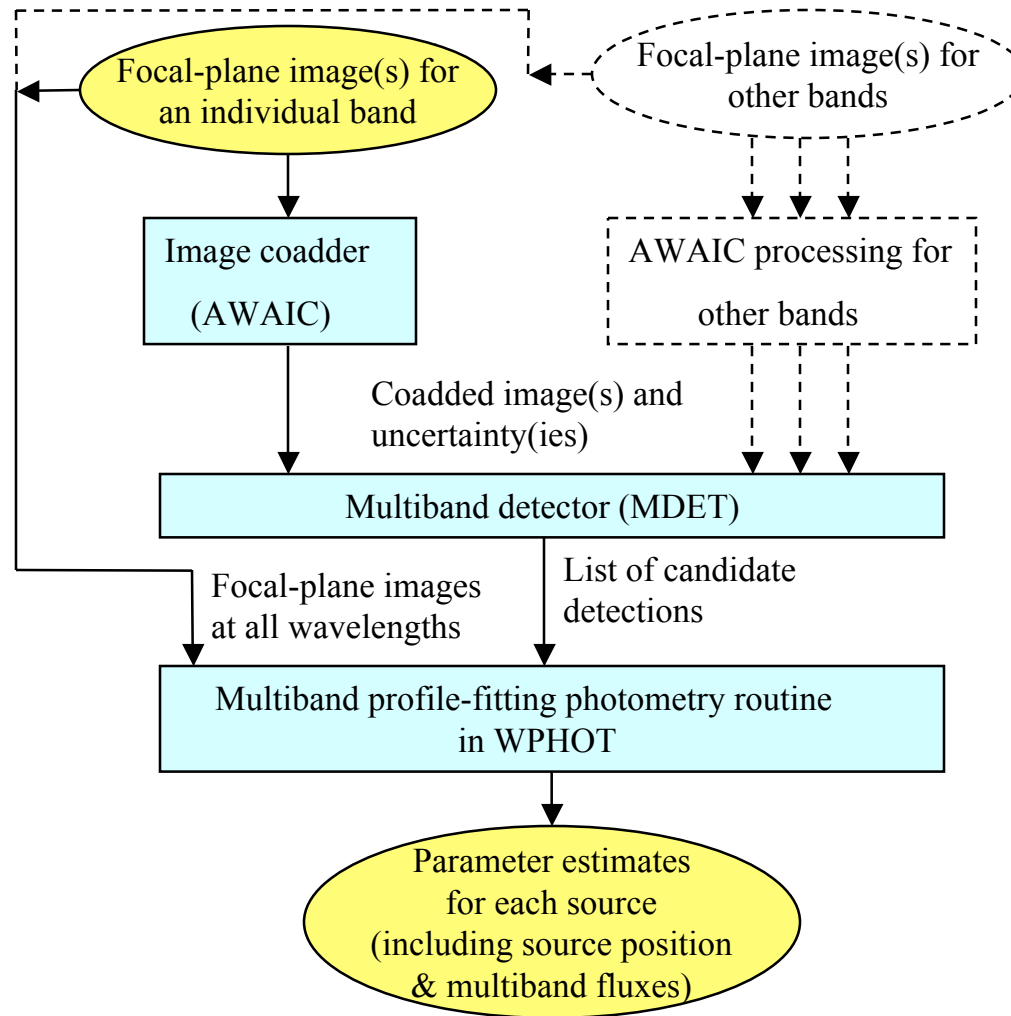 Focal-plane image(s) for
an individual band
Focal-plane image(s) for
other bands
Image coadder
(AWAIC)
AWAIC processing for
other bands
Coadded image(s) and
uncertainty(ies)
Multiband detector (MDET)
Focal-plane images
at all wavelengths
List of candidate
detections
Multiband profile-fitting photometry routine
in WPHOT
Parameter estimates
for each source
(including source position
& multiband fluxes)